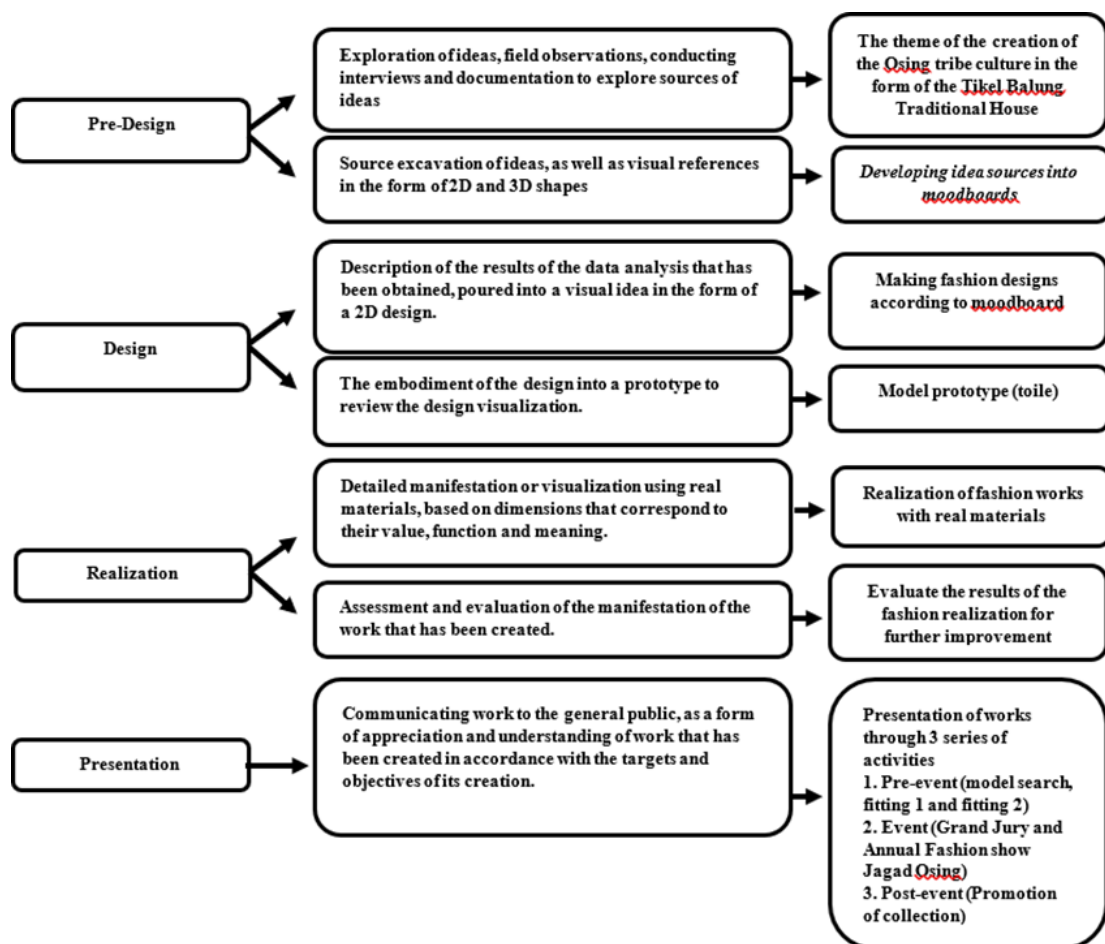 Pre-Design
Exploration of ideas, field observations, conducting
interviews and documentation to explore sources of
ideas
The theme of the creation of
the Osing tribe culture in the
form of the Tikel Balung
Traditional House
Source excavation of ideas, as well as visual references
in the form of 2D and 3D shapes
Developing idea sources into
moodboards
Design
Description of the results of the data analysis that has
been obtained, poured into a visual idea in the form of
a 2D design.
Making fashion designs
according to moodboard
The embodiment of the design into a prototype to
review the design visualization.
Model prototype (toile)
Realization
Detailed manifestation or visualization using real
materials, based on dimensions that correspond to
their value, function and meaning.
Realization of fashion works
with real materials
Assessment and evaluation of the manifestation of the
work that has been created.
Evaluate the results of the
fashion realization for
further improvement
Presentation
Communicating work to the general public, as a form
of appreciation and understanding of work that has
been created in accordance with the targets and
objectives of its creation.
Presentation of works
through 3 series of
activities
1. Pre-event (model search,
fitting 1 and fitting 2)
2. Event (Grand Jury and
Annual Fashion show
Jagad Osing)
3. Post-event (Promotion
of collection)